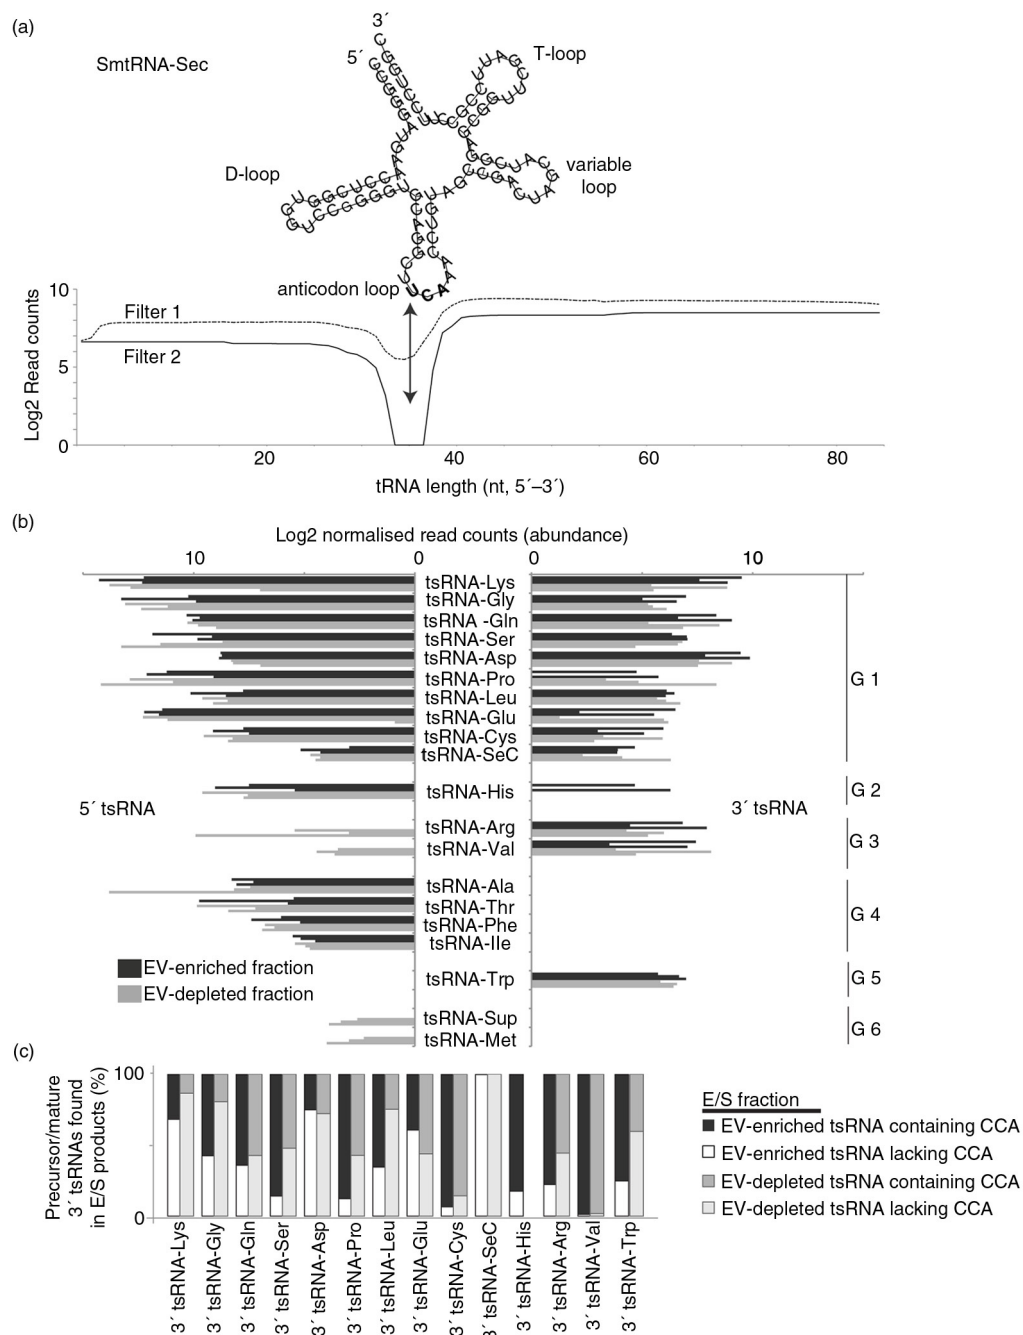 (a)
SmtRNA-Sec
3´
5´
T-loop
D-loop
variable
loop
anticodon loop
UCA
Log2 Read counts
10
5
0
Filter 1
Filter 2
20
40
60
80
tRNA length (nt, 5´–3´)
(b)
Log2 normalised read counts (abundance)
10
0
0
10
tsRNA-Lys
tsRNA-Gly
tsRNA -Gln
tsRNA-Ser
tsRNA-Asp
tsRNA-Pro
tsRNA-Leu
tsRNA-Glu
tsRNA-Cys
tsRNA-SeC
G 1
5´ tsRNA
tsRNA-His
3´ tsRNA
G 2
tsRNA-Arg
tsRNA-Val
G 3
tsRNA-Ala
tsRNA-Thr
tsRNA-Phe
tsRNA-Ile
G 4
EV-enriched fraction
EV-depleted fraction
tsRNA-Trp
G 5
tsRNA-Sup
tsRNA-Met
G 6
(c)
Precursor/mature
3´ tsRNAs found
in E/S products (%)
100
0
3´ tsRNA-Lys
3´ tsRNA-Gly
3´ tsRNA-Gln
3´ tsRNA-Ser
3´ tsRNA-Asp
3´ tsRNA-Pro
3´ tsRNA-Leu
3´ tsRNA-Glu
3´ tsRNA-Cys
3´ tsRNA-SeC
3´ tsRNA-His
3´ tsRNA-Arg
3´ tsRNA-Val
3´ tsRNA-Trp
E/S fraction
EV-enriched tsRNA containing CCA
EV-enriched tsRNA lacking CCA
EV-depleted tsRNA containing CCA
EV-depleted tsRNA lacking CCA